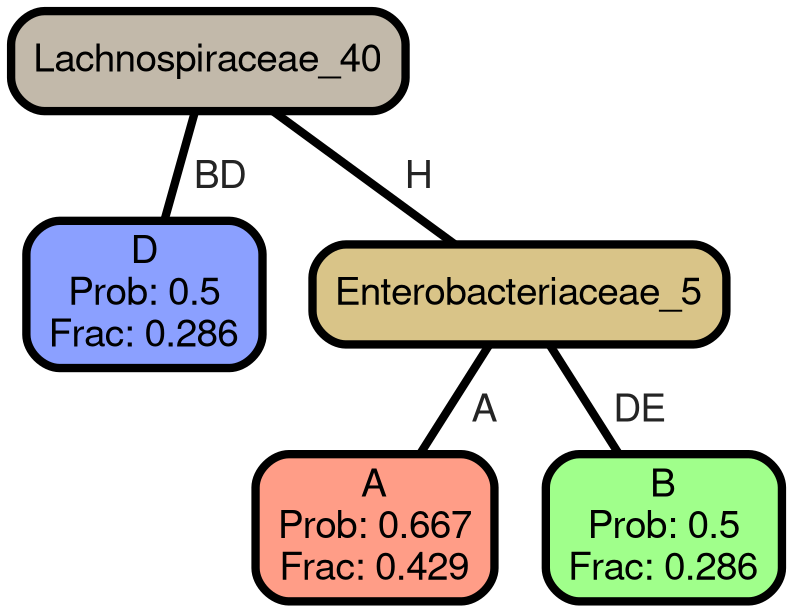 Lachnospiraceae_40
BD
H
D
Prob: 0.5
Frac: 0.286
Enterobacteriaceae_5
A
DE
A
Prob: 0.667
Frac: 0.429
B
Prob: 0.5
Frac: 0.286